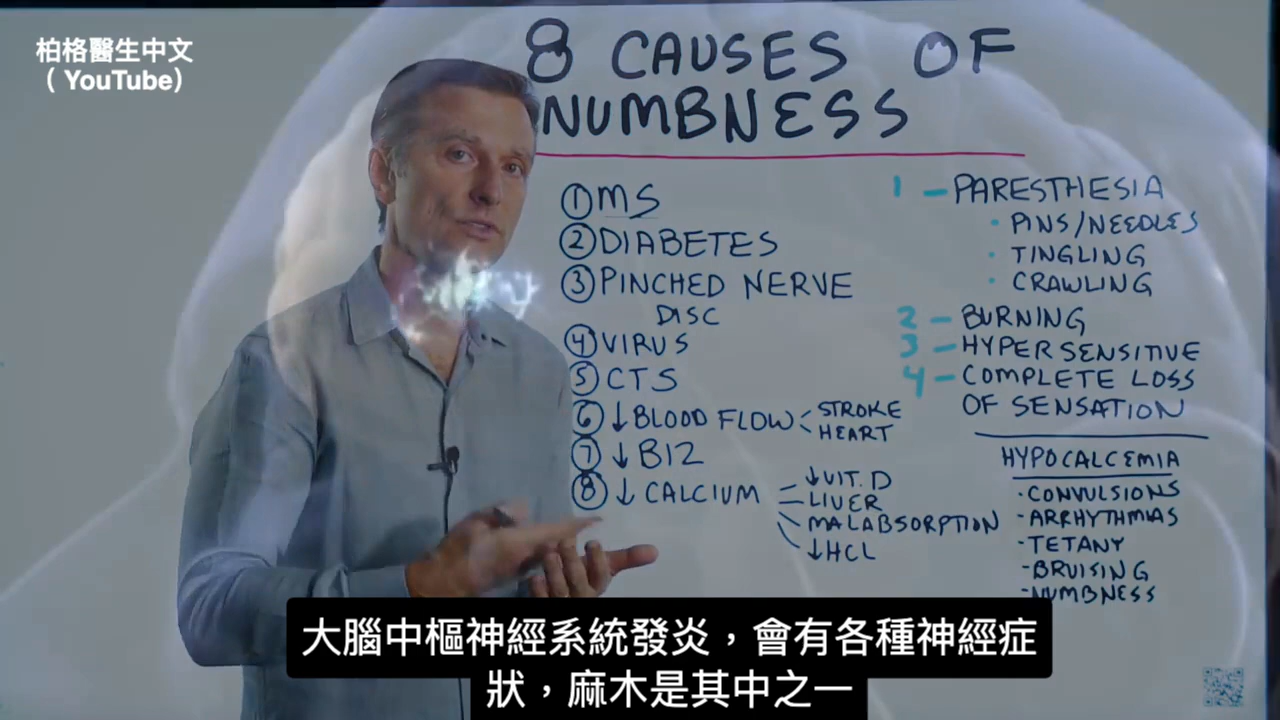 柏格醫生中文
（YouTube）
8 CAUSES OF
NUMBNESS
① MS
② DIABETES
③ PINCHED NERVE
DISC
④ VIRUS
⑤ CTS
⑥ ↓ BLOOD FLOW
STROKE
HEART
⑦ ↓ B12
⑧ ↓ CALCIUM
↓ VIT. D
LIVER
MALABSORPTION
↓ HCL
1 - PARESTHESIA
· PINS/NEEDLES
· TINGLING
· CRAWLING
2 - BURNING
3 - HYPERSENSITIVE
4 - COMPLETE LOSS
OF SENSATION
HYPOCALCEMIA
· CONVULSIONS
- ARRHYTHMIAS
- TETANY
- BRUISING
- NUMBNESS
大腦中樞神經系統發炎，會有各種神經症
狀，麻木是其中之一